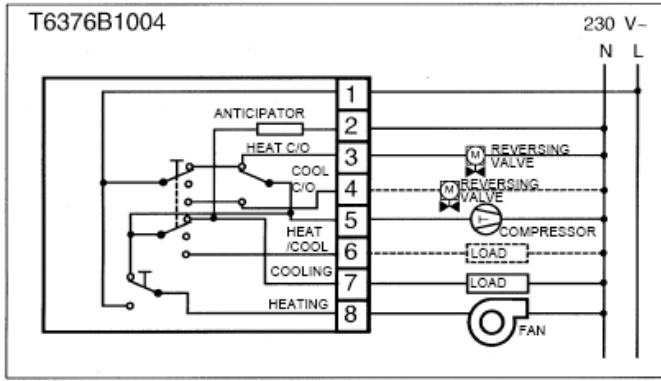 T6376B1004
230 V~
N L
1
ANTICIPATOR
2
HEAT C/O
3
M
REVERSING
VALVE
COOL
C/O
4
M
REVERSING
VALVE
5
T
COMPRESSOR
HEAT
/COOL
6
LOAD
COOLING
7
LOAD
HEATING
8
FAN